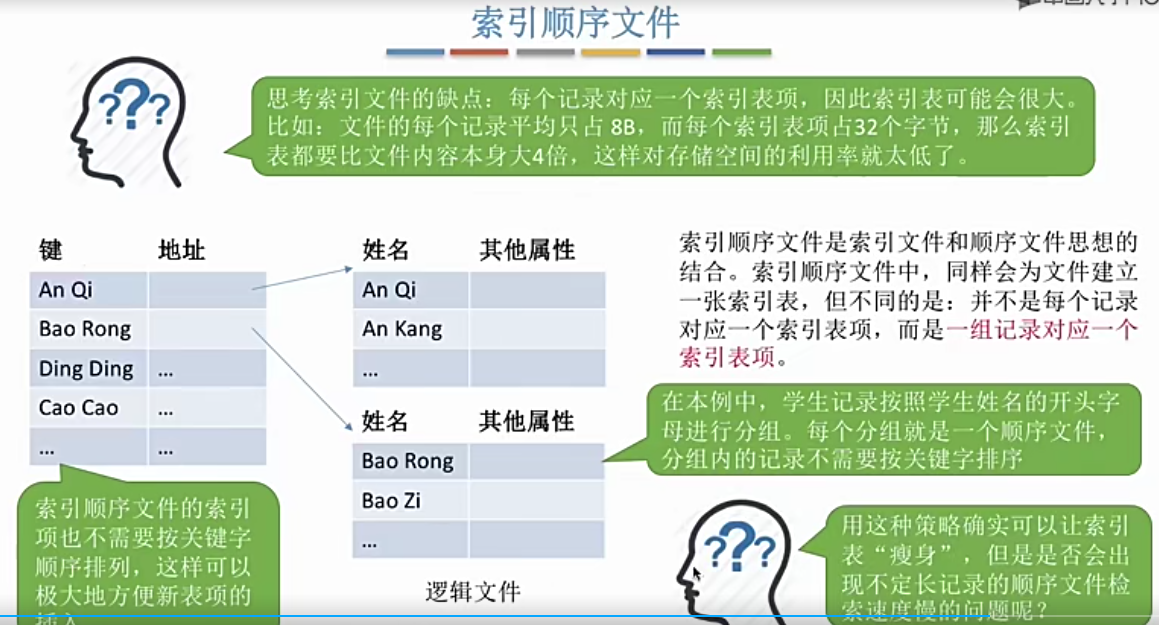 索引顺序文件
思考索引文件的缺点：每个记录对应一个索引表项，因此索引表可能会很大。
比如：文件的每个记录平均只占 8B，而每个索引表项占32个字节，那么索引
表都要比文件内容本身大4倍，这样对存储空间的利用率就太低了。
键 地址
An Qi
Bao Rong
Ding Ding ...
Cao Cao ...
... ...
姓名 其他属性
An Qi
An Kang
...
姓名 其他属性
Bao Rong
Bao Zi
...
逻辑文件
索引顺序文件是索引文件和顺序文件思想的
结合。索引顺序文件中，同样会为文件建立
一张索引表，但不同的是：并不是每个记录
对应一个索引表项，而是一组记录对应一个
索引表项。
在本例中，学生记录按照学生姓名的开头字
母进行分组。每个分组就是一个顺序文件，
分组内的记录不需要按关键字排序
索引顺序文件的索引
项也不需要按关键字
顺序排列，这样可以
极大地方便新表项的
插入
???
???
用这种策略确实可以让索引
表“瘦身”，但是是否会出
现不定长记录的顺序文件检
索速度慢的问题呢？